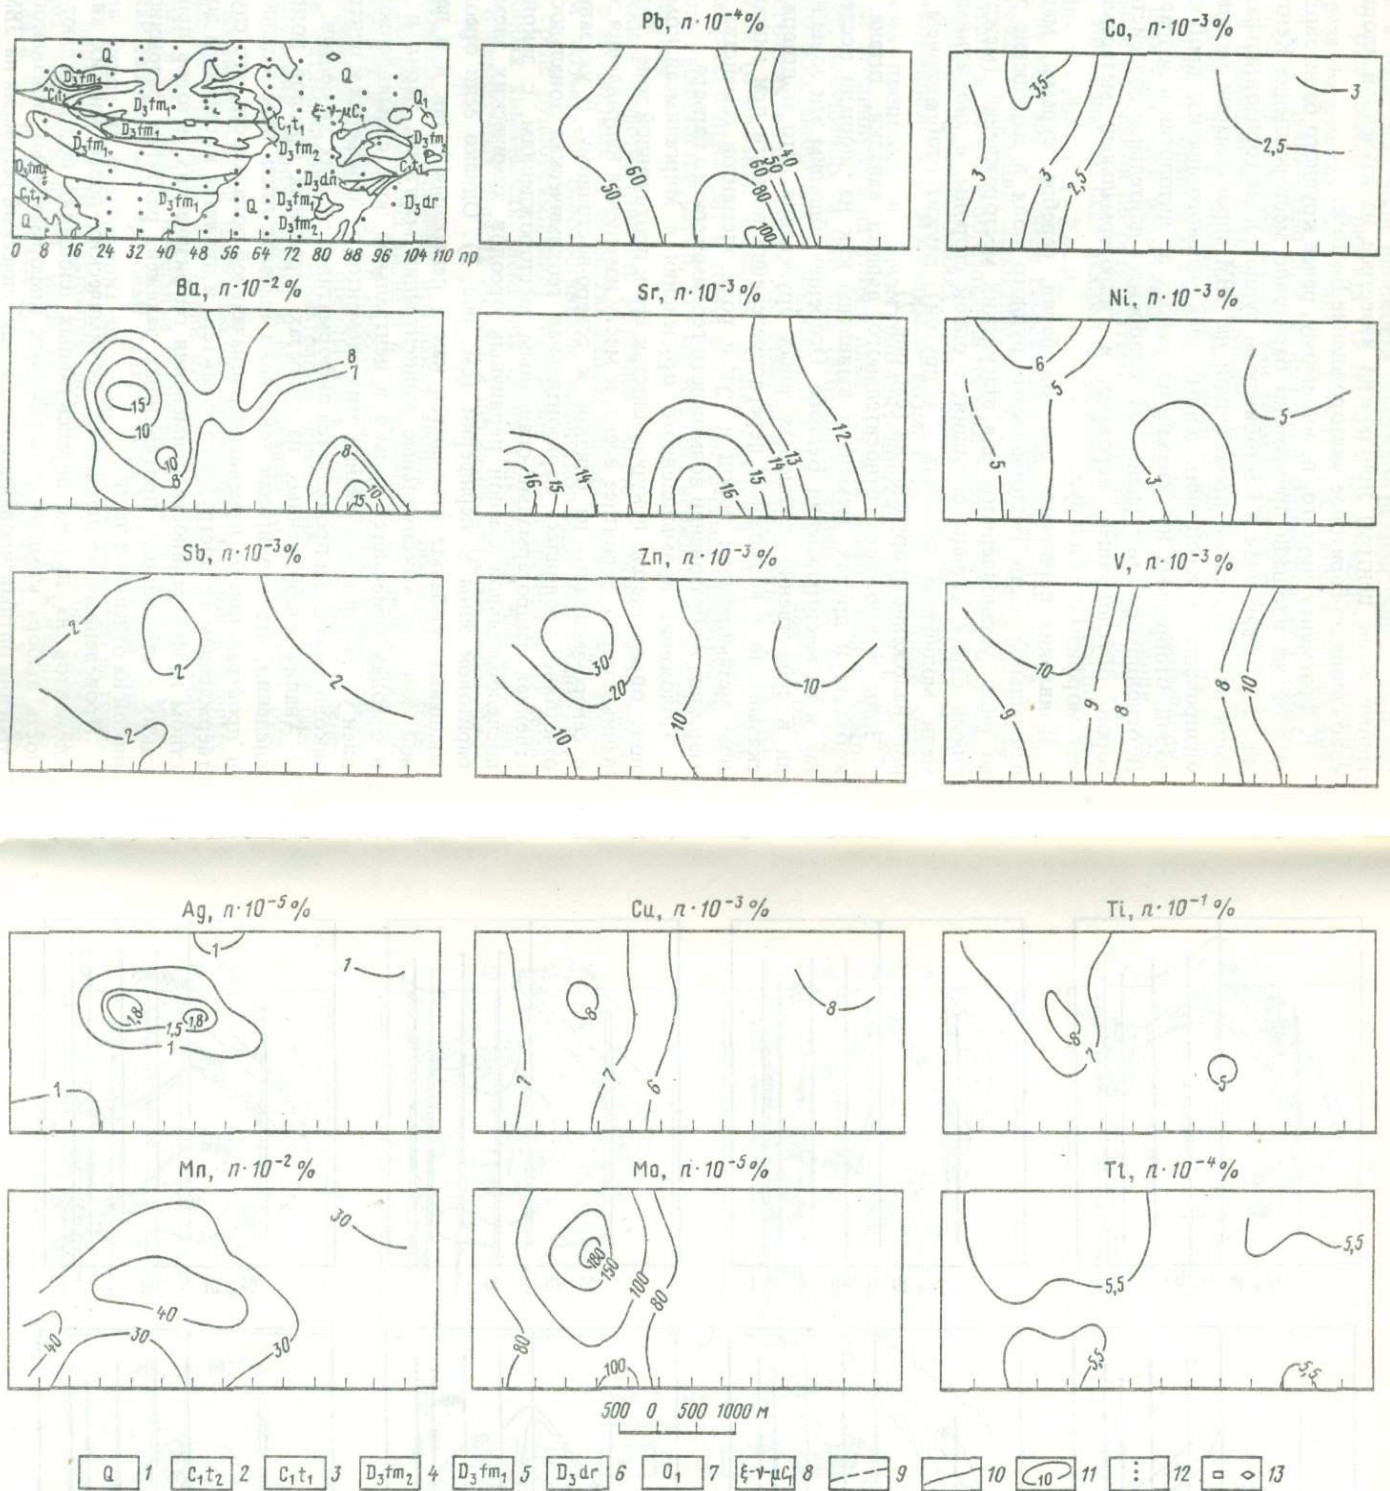 Pb, n·10⁻⁴%
Co, n·10⁻³%
Q
D₃fm₁
C₁t₁
D₃fm₁
D₃fm₁
D₃fm₁
Q
ξ-ν-μC₁
Q₁
C₁t₁
D₃fm₂
D₃fm
C₁t₁
D₃dn
D₃fm₁
C₁t₁
Q
D₃fm₁
Q
D₃fm₁
D₃fm₂
D₃dr
0 8 16 24 32 40 48 56 64 72 80 88 96 104 110 пр
50 60 40 50 60 80 100
3 3,5 3 2,5 3 2,5
Ba, n·10⁻²%
Sr, n·10⁻³%
Ni, n·10⁻³%
15 10 10 8 8 7 8 10 15
16 15 14 16 15 14 13 12
6 5 5 3 5
Sb, n·10⁻³%
Zn, n·10⁻³%
V, n·10⁻³%
2 2 2 2
30 20 10 10 10
10 9 9 8 8 10
Ag, n·10⁻⁵%
Cu, n·10⁻³%
Ti, n·10⁻¹%
1 1 1,8 1,8 1,5 1 1
8 7 7 6 8
8 7 5
Mn, n·10⁻²%
Mo, n·10⁻⁵%
Tl, n·10⁻⁴%
30 40 40 30 30
180 150 100 80 80 100
5,5 5,5 5,5 5,5
500 0 500 1000 м
Q 1 C₁t₂ 2 C₁t₁ 3 D₃fm₂ 4 D₃fm₁ 5 D₃dr 6 O₁ 7 ξ-ν-μC₁ 8 9 10 10 11 12 13